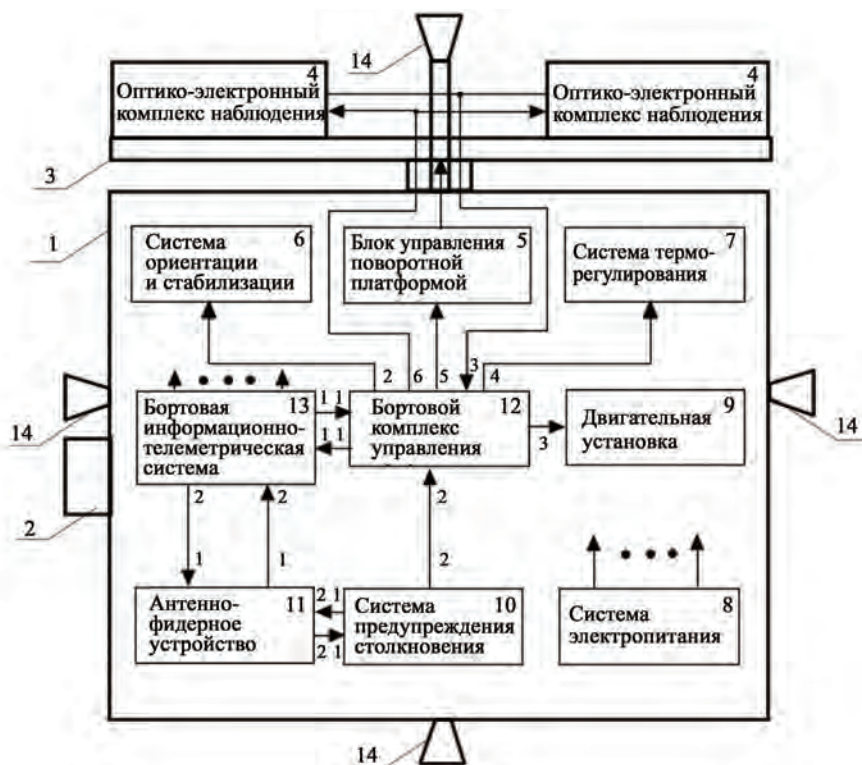 14
4
4
Оптико-электронный
комплекс наблюдения
Оптико-электронный
комплекс наблюдения
3
1
Система
ориентации
и стабилизации
6
Блок управления
поворотной
платформой
5
Система термо-
регулирования
7
2
6
5
3
4
Бортовая
информационно-
телеметрическая
система
13
1 1
1 1
Бортовой
комплекс
управления
12
3
Двигательная
установка
9
14
14
2
2
2
2
1
1
2
Антенно-
фидерное
устройство
11
2 1
2 1
Система
предупреждения
столкновения
10
Система
электропитания
8
14